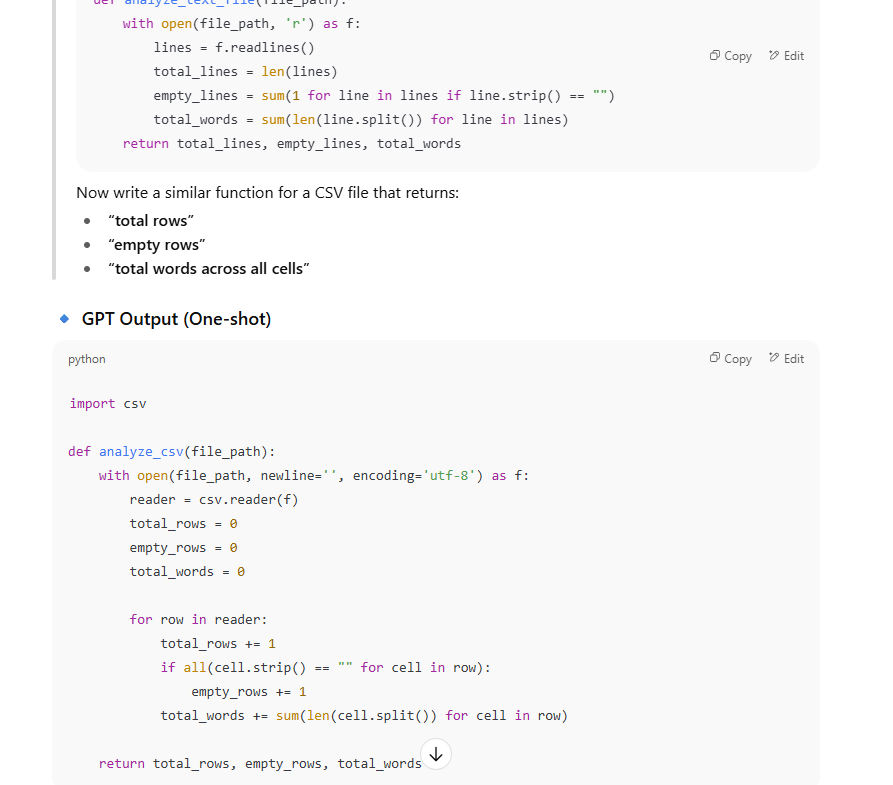 def analyze_text_file(file_path):
with open(file_path, 'r') as f:
lines = f.readlines()
Copy Edit
total_lines = len(lines)
empty_lines = sum(1 for line in lines if line.strip() == "")
total_words = sum(len(line.split()) for line in lines)
return total_lines, empty_lines, total_words
Now write a similar function for a CSV file that returns:
“total rows”
“empty rows”
“total words across all cells”
GPT Output (One-shot)
python Copy Edit
import csv
def analyze_csv(file_path):
with open(file_path, newline='', encoding='utf-8') as f:
reader = csv.reader(f)
total_rows = 0
empty_rows = 0
total_words = 0
for row in reader:
total_rows += 1
if all(cell.strip() == "" for cell in row):
empty_rows += 1
total_words += sum(len(cell.split()) for cell in row)
return total_rows, empty_rows, total_words